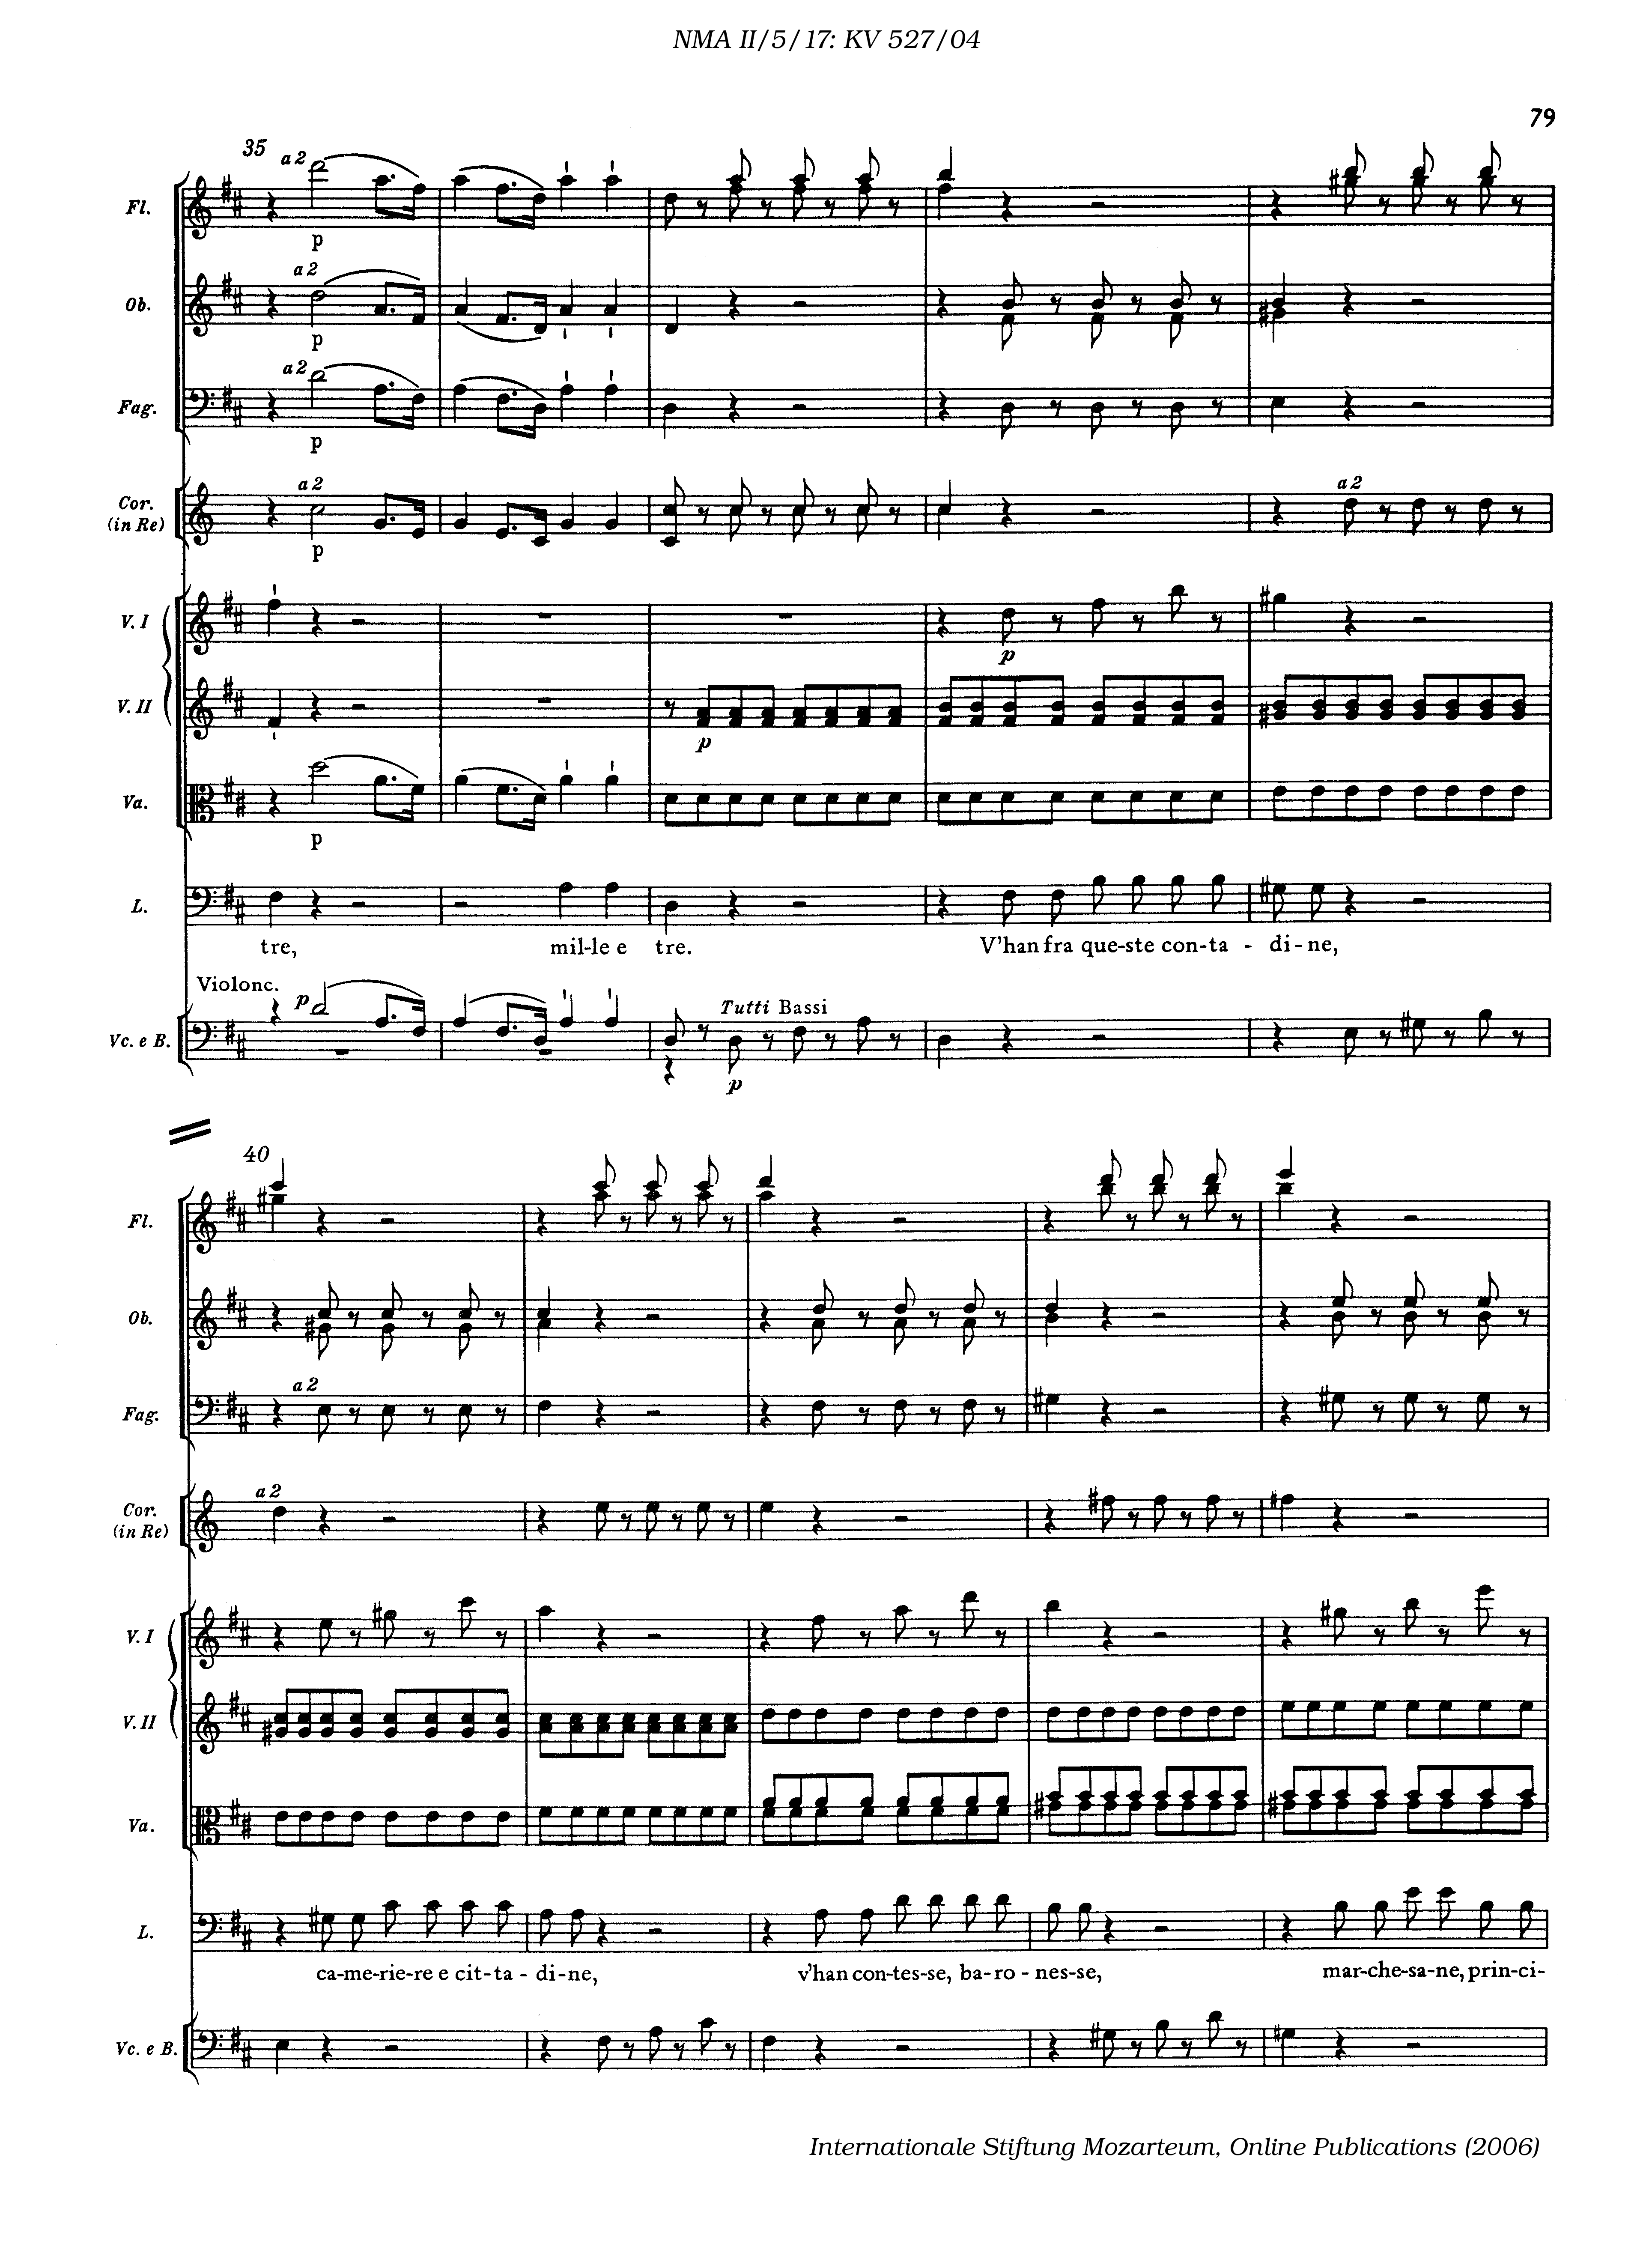 NMA II/5/17: KV 527/04
79
35
a 2
Fl.
p
a 2
Ob.
p
a 2
Fag.
p
a 2
Cor.
(in Re)
p
a 2
V. I
p
V. II
p
Va.
p
L.
tre, mil-le e tre. V'han fra que-ste con-ta - di-ne,
Violonc.
p
Tutti Bassi
Vc. e B.
p
40
Fl.
Ob.
a 2
Fag.
a 2
Cor.
(in Re)
V. I
V. II
Va.
L.
ca-me-rie-re e cit-ta - di-ne, v'han con-tes-se, ba-ro - nes-se, mar-che-sa-ne, prin-ci-
Vc. e B.
Internationale Stiftung Mozarteum, Online Publications (2006)